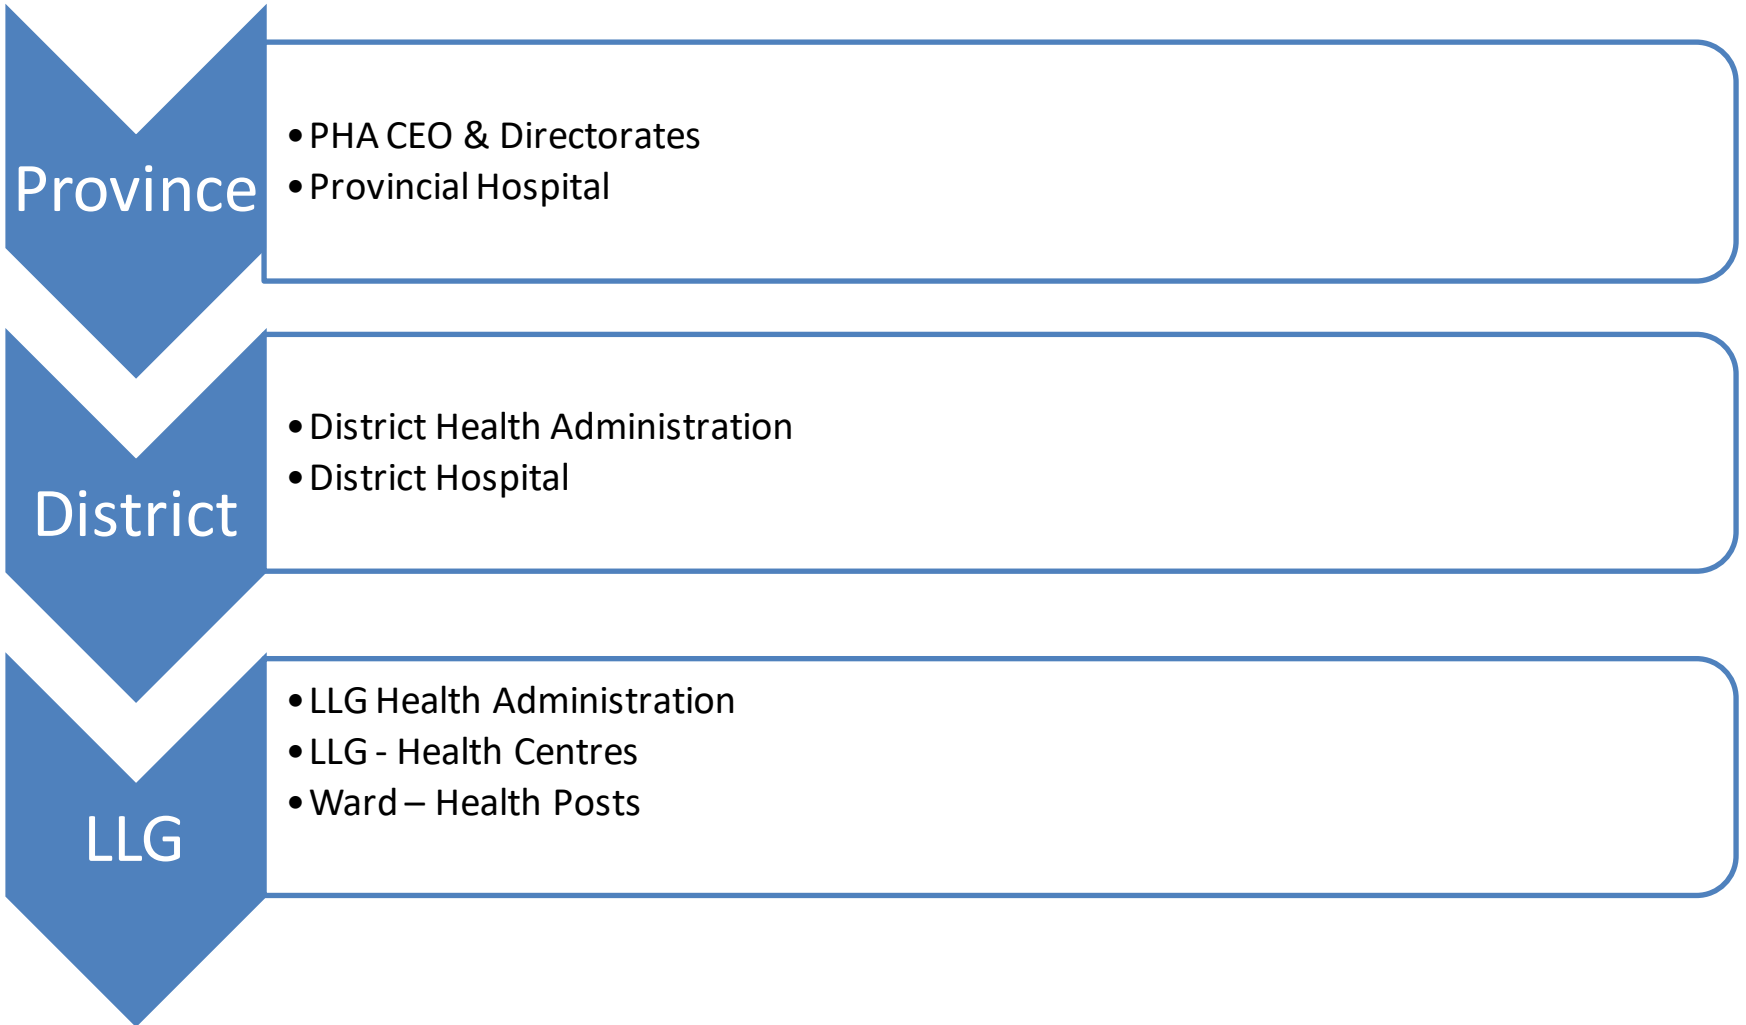 Province
•PHA CEO & Directorates
•Provincial Hospital
District
•District Health Administration
•District Hospital
LLG
•LLG Health Administration
•LLG - Health Centres
•Ward – Health Posts